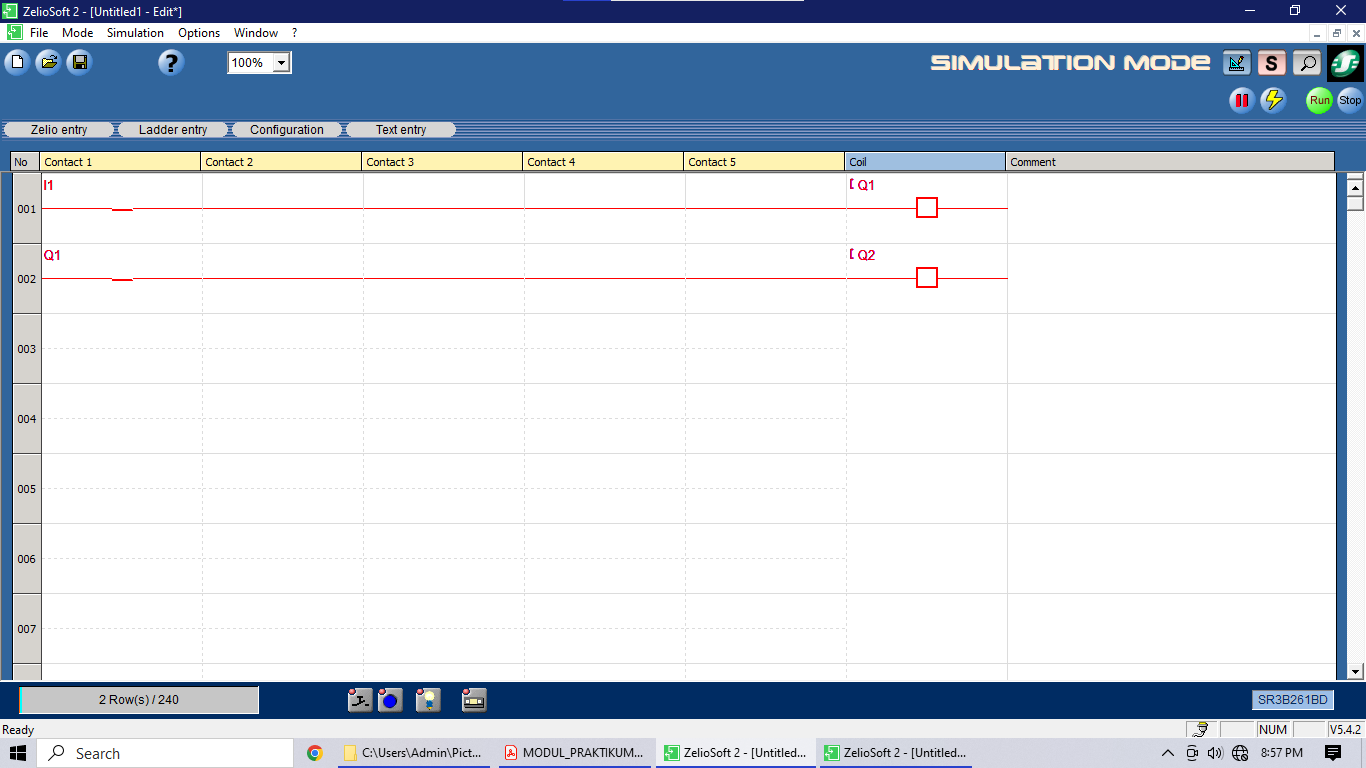 ZelioSoft 2 - [Untitled1 - Edit*]
File Mode Simulation Options Window ?
100% SIMULATION MODE S
Run Stop
Zelio entry Ladder entry Configuration Text entry
No Contact 1 Contact 2 Contact 3 Contact 4 Contact 5 Coil Comment
I1 [ Q1
001
Q1 [ Q2
002
003
004
005
006
007
2 Row(s) / 240 SR3B261BD
Ready NUM V5.4.2
Search C:\Users\Admin\Pict... MODUL_PRAKTIKUM... ZelioSoft 2 - [Untitled... ZelioSoft 2 - [Untitled... 8:57 PM